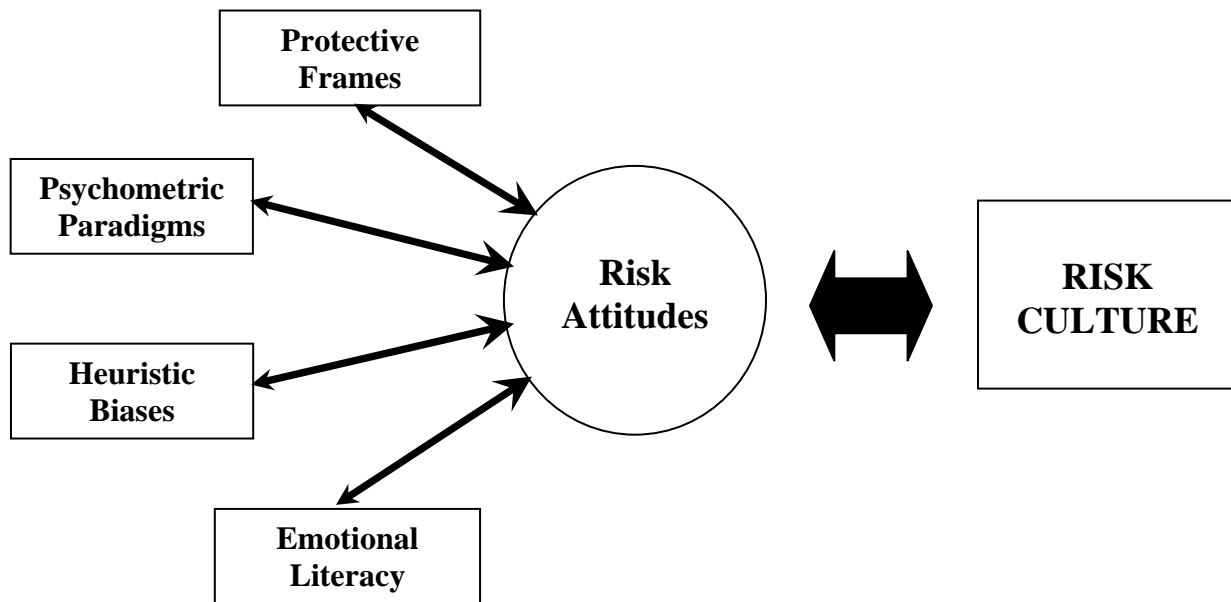 Protective
Frames
Psychometric
Paradigms
Heuristic
Biases
Emotional
Literacy
Risk
Attitudes
RISK
CULTURE